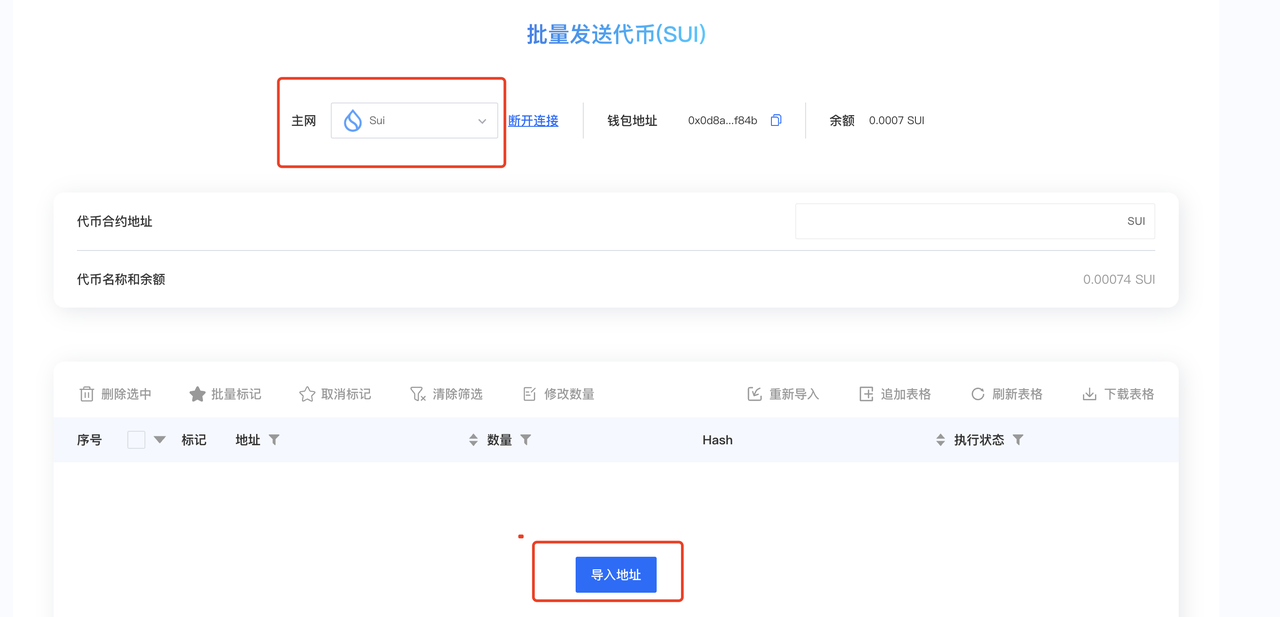 批量发送代币(SUI)
主网 Sui 断开连接 钱包地址 0x0d8a...f84b 余额 0.0007 SUI
代币合约地址 SUI
代币名称和余额 0.00074 SUI
删除选中 批量标记 取消标记 清除筛选 修改数量 重新导入 追加表格 刷新表格 下载表格
序号 标记 地址 数量 Hash 执行状态
导入地址